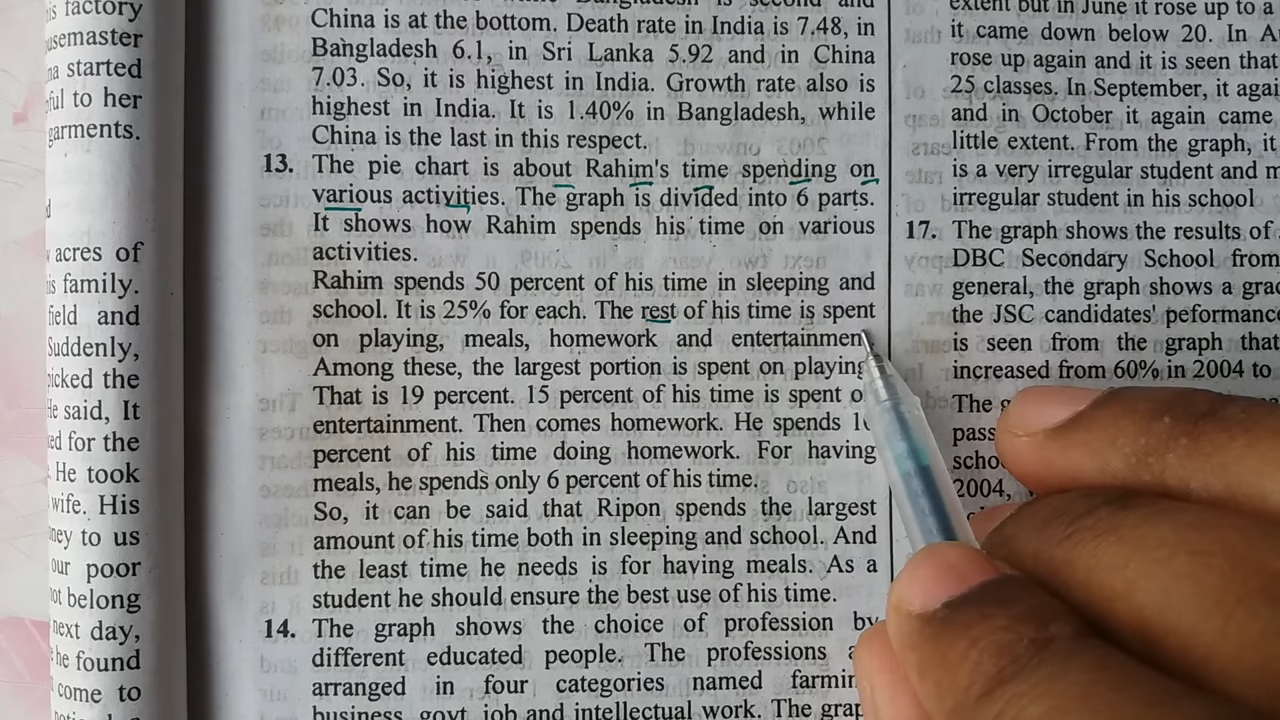 is factory
usemaster
na started
ful to her
garments.
acres of
is family.
field and
Suddenly,
picked the
He said, It
ed for the
He took
wife. His
ney to us
our poor
ot belong
next day,
he found
come to
China is at the bottom. Death rate in India is 7.48, in
Bangladesh 6.1, in Sri Lanka 5.92 and in China
7.03. So, it is highest in India. Growth rate also is
highest in India. It is 1.40% in Bangladesh, while
China is the last in this respect.
13. The pie chart is about Rahim's time spending on
various activities. The graph is divided into 6 parts.
It shows how Rahim spends his time on various
activities.
Rahim spends 50 percent of his time in sleeping and
school. It is 25% for each. The rest of his time is spent
on playing, meals, homework and entertainment
Among these, the largest portion is spent on playing
That is 19 percent. 15 percent of his time is spent o
entertainment. Then comes homework. He spends
percent of his time doing homework. For having
meals, he spends only 6 percent of his time.
So, it can be said that Ripon spends the largest
amount of his time both in sleeping and school. And
the least time he needs is for having meals. As a
student he should ensure the best use of his time.
14. The graph shows the choice of profession by
different educated people. The professions a
arranged in four categories named farmin
business, govt. job and intellectual work. The grap
extent but in June it rose up to a
it came down below 20. In A
rose up again and it is seen that
25 classes. In September, it agai
and in October it again came
little extent. From the graph, it
is a very irregular student and m
irregular student in his school
17. The graph shows the results of
DBC Secondary School from
general, the graph shows a grad
the JSC candidates' peformance
is seen from the graph that
increased from 60% in 2004 to
The g
pass
scho
2004,